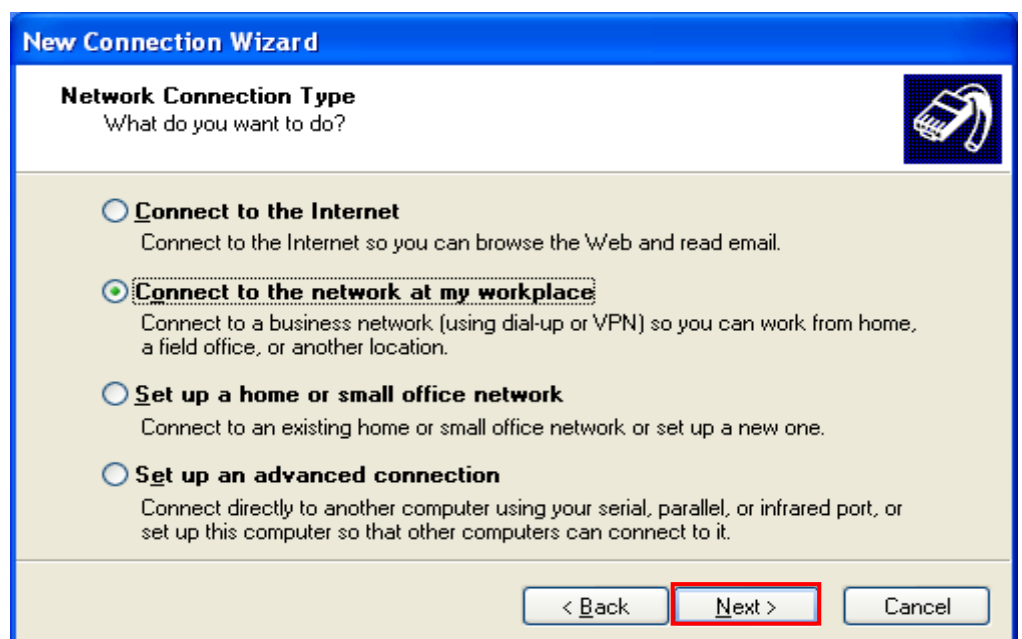 New Connection Wizard
Network Connection Type
What do you want to do?
Connect to the Internet
Connect to the Internet so you can browse the Web and read email.
Connect to the network at my workplace
Connect to a business network (using dial-up or VPN) so you can work from home,
a field office, or another location.
Set up a home or small office network
Connect to an existing home or small office network or set up a new one.
Set up an advanced connection
Connect directly to another computer using your serial, parallel, or infrared port, or
set up this computer so that other computers can connect to it.
< Back Next > Cancel